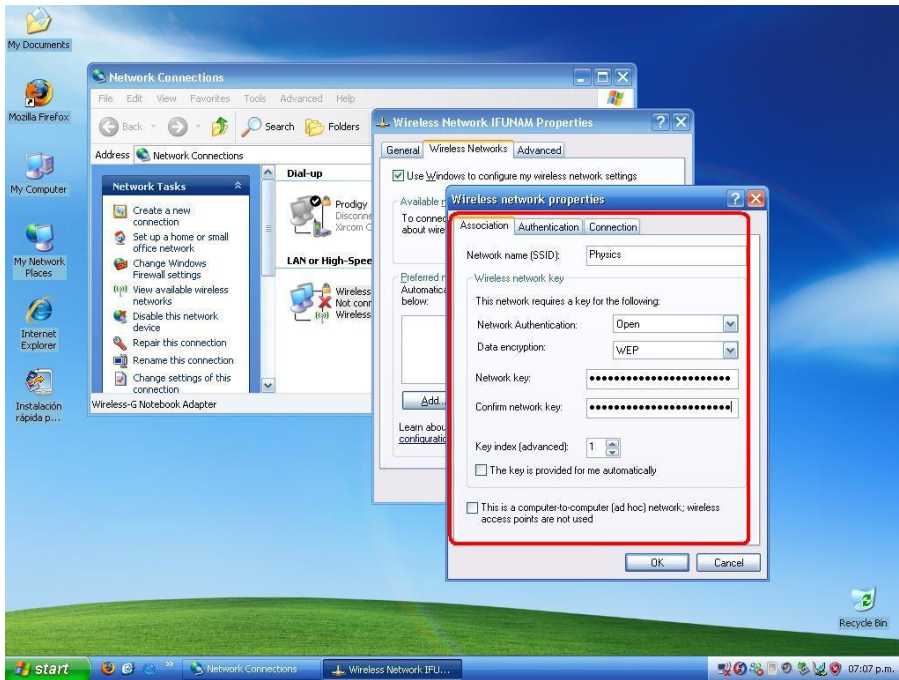 My Documents
Mozilla Firefox
My Computer
My Network
Places
Internet
Explorer
Instalación
rápida p...
Network Connections
File Edit View Favorites Tools Advanced Help
Back
Search
Folders
Address Network Connections
Network Tasks
Create a new
connection
Set up a home or small
office network
Change Windows
Firewall settings
View available wireless
networks
Disable this network
device
Repair this connection
Rename this connection
Change settings of this
connection
Wireless-G Notebook Adapter
Dial-up
Prodigy
Disconne
Xircom C
LAN or High-Spee
Wireless
Not conr
Wireless
Wireless Network IFUNAM Properties
General Wireless Networks Advanced
Use Windows to configure my wireless network settings
Available
To connec
about wire
Preferred
Automatica
below:
Add...
Learn abou
configuratio
Wireless network properties
Association Authentication Connection
Network name (SSID): Physics
Wireless network key
This network requires a key for the following:
Network Authentication: Open
Data encryption: WEP
Network key: ••••••••••••••••••••••••
Confirm network key: ••••••••••••••••••••••••
Key index (advanced): 1
The key is provided for me automatically
This is a computer-to-computer (ad hoc) network; wireless
access points are not used
OK Cancel
Recycle Bin
start
Network Connections
Wireless Network IFU...
07:07 p.m.